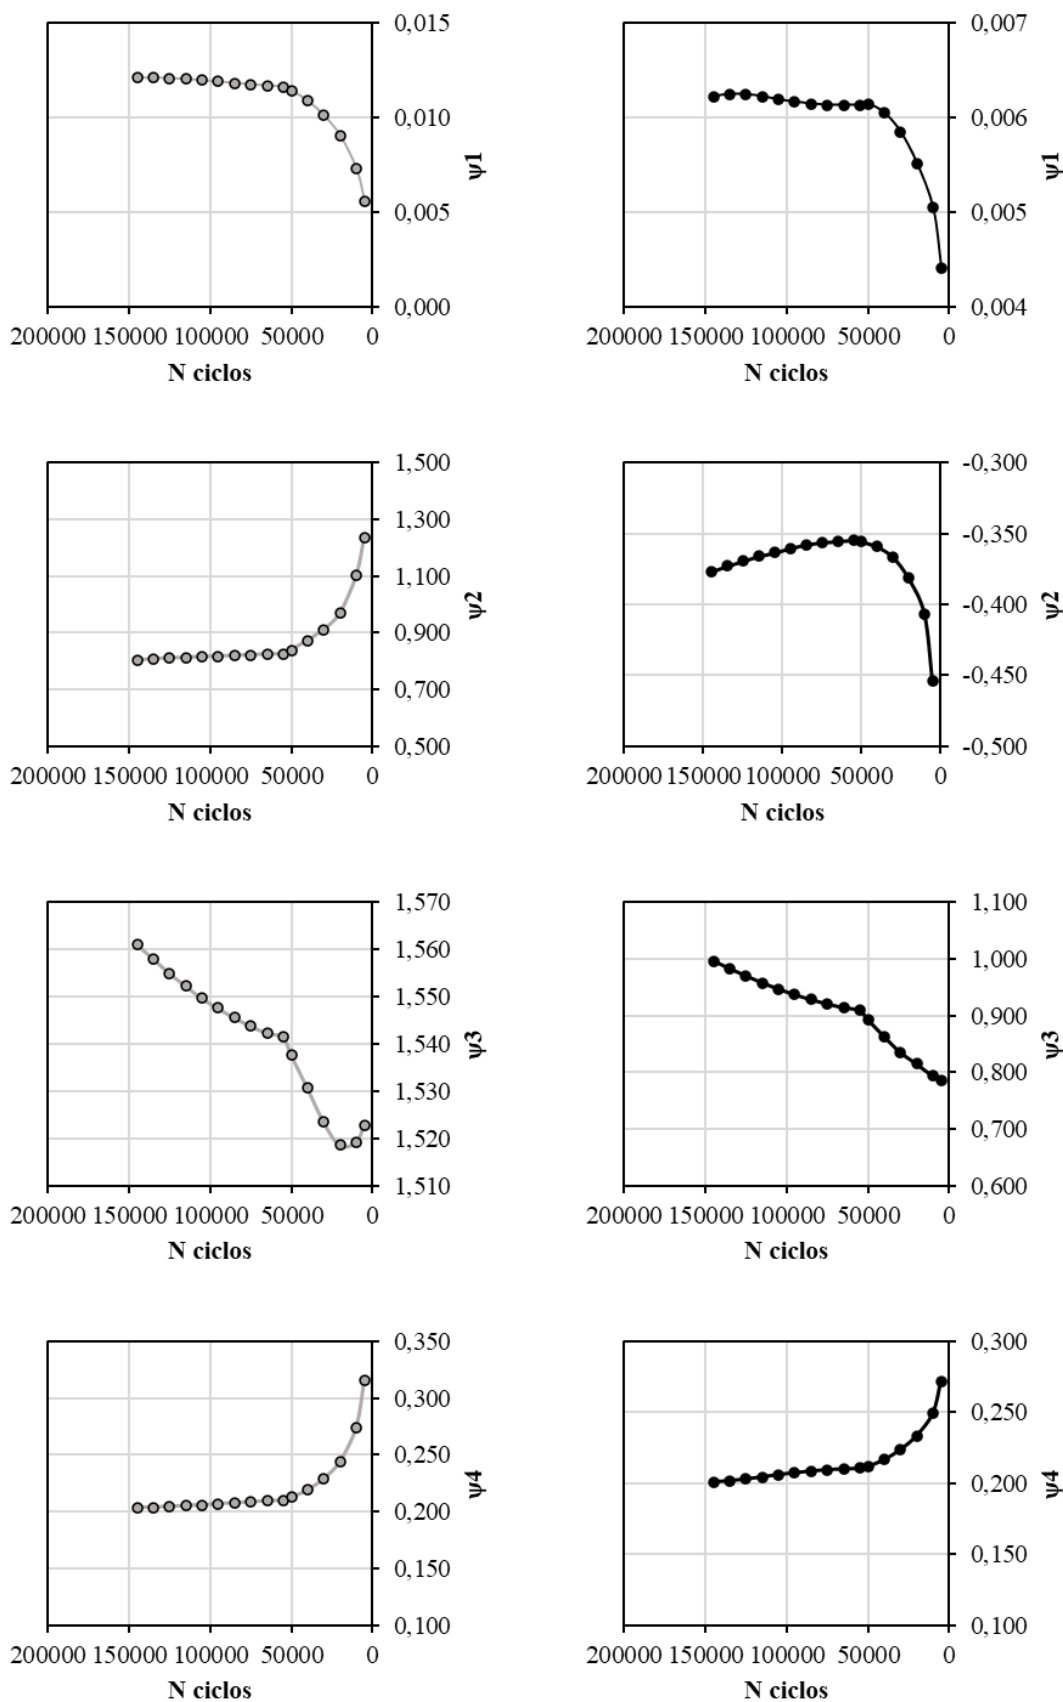 0,015
0,010
0,005
0,000
ψ1
200000 150000 100000 50000 0
N ciclos
0,007
0,006
0,005
0,004
ψ1
200000 150000 100000 50000 0
N ciclos
1,500
1,300
1,100
0,900
0,700
0,500
ψ2
200000 150000 100000 50000 0
N ciclos
-0,300
-0,350
-0,400
-0,450
-0,500
ψ2
200000 150000 100000 50000 0
N ciclos
1,570
1,560
1,550
1,540
1,530
1,520
1,510
ψ3
200000 150000 100000 50000 0
N ciclos
1,100
1,000
0,900
0,800
0,700
0,600
ψ3
200000 150000 100000 50000 0
N ciclos
0,350
0,300
0,250
0,200
0,150
0,100
ψ4
200000 150000 100000 50000 0
N ciclos
0,300
0,250
0,200
0,150
0,100
ψ4
200000 150000 100000 50000 0
N ciclos